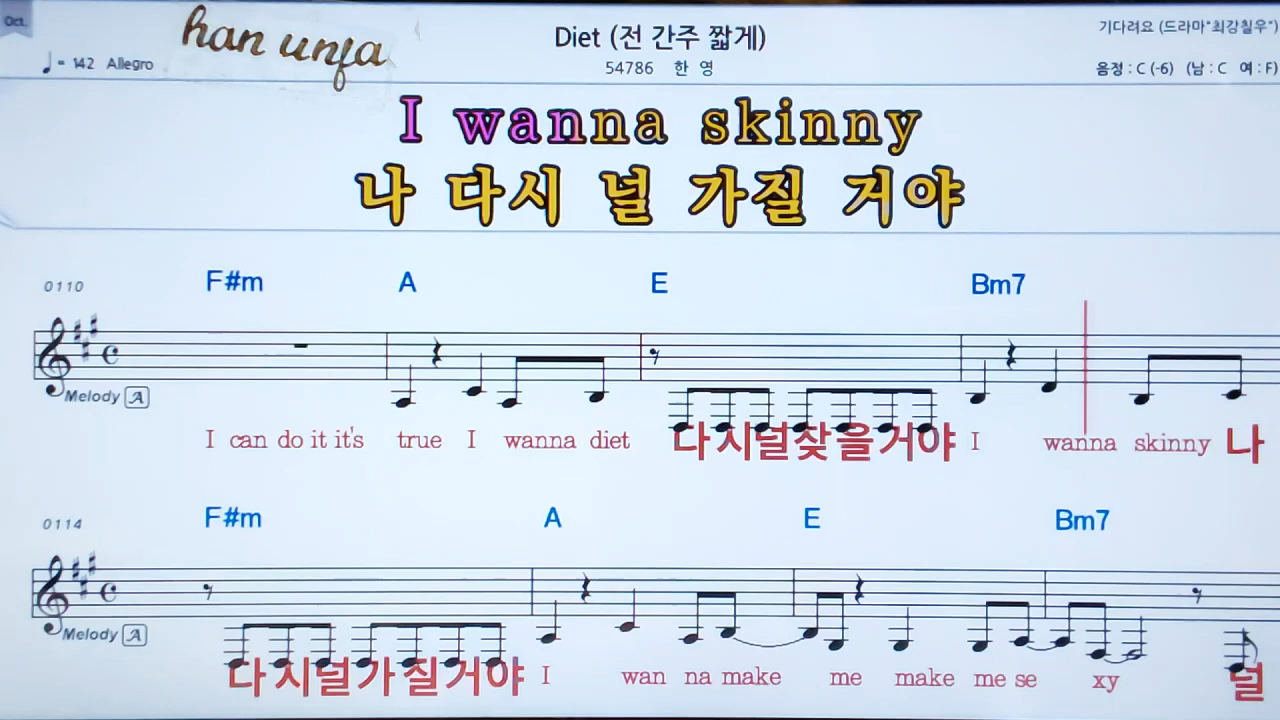 Oct.
han unfa
Diet (전 간주 짧게)
기다려요 (드라마"최강칠우")
♩ = 142 Allegro
54786 한 영
음정 : C (-6) (남 : C 여 : F)
I wanna skinny
나 다시 널 가질 거야
0110
F#m A E Bm7
Melody A
I can do it it's true I wanna diet 다시널찾을거야 I wanna skinny 나
0114
F#m A E Bm7
Melody A
다시널가질거야 I wan na make me make me se xy 널